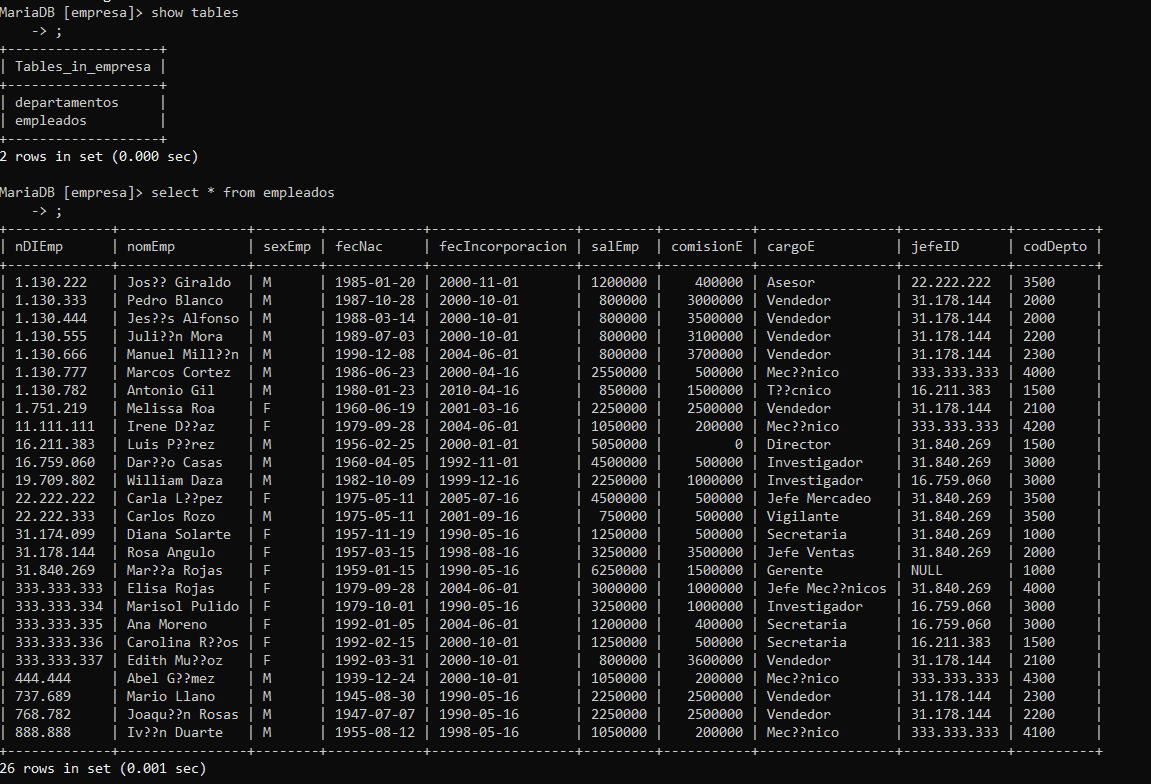 MariaDB [empresa]> show tables
    -> ;
+-------------------+
| Tables_in_empresa |
+-------------------+
| departamentos     |
| empleados         |
+-------------------+
2 rows in set (0.000 sec)
MariaDB [empresa]> select * from empleados
    -> ;
+-------------+----------------+--------+------------+------------------+---------+-----------+----------------+-------------+----------+
| nDIEmp      | nomEmp         | sexEmp | fecNac     | fecIncorporacion | salEmp  | comisionE | cargoE         | jefeID      | codDepto |
+-------------+----------------+--------+------------+------------------+---------+-----------+----------------+-------------+----------+
| 1.130.222   | Jos?? Giraldo  | M      | 1985-01-20 | 2000-11-01       | 1200000 |    400000 | Asesor         | 22.222.222  | 3500     |
| 1.130.333   | Pedro Blanco   | M      | 1987-10-28 | 2000-10-01       |  800000 |   3000000 | Vendedor       | 31.178.144  | 2000     |
| 1.130.444   | Jes??s Alfonso | M      | 1988-03-14 | 2000-10-01       |  800000 |   3500000 | Vendedor       | 31.178.144  | 2000     |
| 1.130.555   | Juli??n Mora   | M      | 1989-07-03 | 2000-10-01       |  800000 |   3100000 | Vendedor       | 31.178.144  | 2200     |
| 1.130.666   | Manuel Mill??n | M      | 1990-12-08 | 2004-06-01       |  800000 |   3700000 | Vendedor       | 31.178.144  | 2300     |
| 1.130.777   | Marcos Cortez  | M      | 1986-06-23 | 2000-04-16       | 2550000 |    500000 | Mec??nico      | 333.333.333 | 4000     |
| 1.130.782   | Antonio Gil    | M      | 1980-01-23 | 2010-04-16       |  850000 |   1500000 | T??cnico       | 16.211.383  | 1500     |
| 1.751.219   | Melissa Roa    | F      | 1960-06-19 | 2001-03-16       | 2250000 |   2500000 | Vendedor       | 31.178.144  | 2100     |
| 11.111.111  | Irene D??az    | F      | 1979-09-28 | 2004-06-01       | 1050000 |    200000 | Mec??nico      | 333.333.333 | 4200     |
| 16.211.383  | Luis P??rez    | M      | 1956-02-25 | 2000-01-01       | 5050000 |         0 | Director       | 31.840.269  | 1500     |
| 16.759.060  | Dar??o Casas   | M      | 1960-04-05 | 1992-11-01       | 4500000 |    500000 | Investigador   | 31.840.269  | 3000     |
| 19.709.802  | William Daza   | M      | 1982-10-09 | 1999-12-16       | 2250000 |   1000000 | Investigador   | 16.759.060  | 3000     |
| 22.222.222  | Carla L??pez   | F      | 1975-05-11 | 2005-07-16       | 4500000 |    500000 | Jefe Mercadeo  | 31.840.269  | 3500     |
| 22.222.333  | Carlos Rozo    | M      | 1975-05-11 | 2001-09-16       |  750000 |    500000 | Vigilante      | 31.840.269  | 3500     |
| 31.174.099  | Diana Solarte  | F      | 1957-11-19 | 1990-05-16       | 1250000 |    500000 | Secretaria     | 31.840.269  | 1000     |
| 31.178.144  | Rosa Angulo    | F      | 1957-03-15 | 1998-08-16       | 3250000 |   3500000 | Jefe Ventas    | 31.840.269  | 2000     |
| 31.840.269  | Mar??a Rojas   | F      | 1959-01-15 | 1990-05-16       | 6250000 |   1500000 | Gerente        | NULL        | 1000     |
| 333.333.333 | Elisa Rojas    | F      | 1979-09-28 | 2004-06-01       | 3000000 |   1000000 | Jefe Mec??nicos | 31.840.269  | 4000     |
| 333.333.334 | Marisol Pulido | F      | 1979-10-01 | 1990-05-16       | 3250000 |   1000000 | Investigador   | 16.759.060  | 3000     |
| 333.333.335 | Ana Moreno     | F      | 1992-01-05 | 2004-06-01       | 1200000 |    400000 | Secretaria     | 16.759.060  | 3000     |
| 333.333.336 | Carolina R??os | F      | 1992-02-15 | 2000-10-01       | 1250000 |    500000 | Secretaria     | 16.211.383  | 1500     |
| 333.333.337 | Edith Mu??oz   | F      | 1992-03-31 | 2000-10-01       |  800000 |   3600000 | Vendedor       | 31.178.144  | 2100     |
| 444.444     | Abel G??mez    | M      | 1939-12-24 | 2000-10-01       | 1050000 |    200000 | Mec??nico      | 333.333.333 | 4300     |
| 737.689     | Mario Llano    | M      | 1945-08-30 | 1990-05-16       | 2250000 |   2500000 | Vendedor       | 31.178.144  | 2300     |
| 768.782     | Joaqu??n Rosas | M      | 1947-07-07 | 1990-05-16       | 2250000 |   2500000 | Vendedor       | 31.178.144  | 2200     |
| 888.888     | Iv??n Duarte   | M      | 1955-08-12 | 1998-05-16       | 1050000 |    200000 | Mec??nico      | 333.333.333 | 4100     |
+-------------+----------------+--------+------------+------------------+---------+-----------+----------------+-------------+----------+
26 rows in set (0.001 sec)